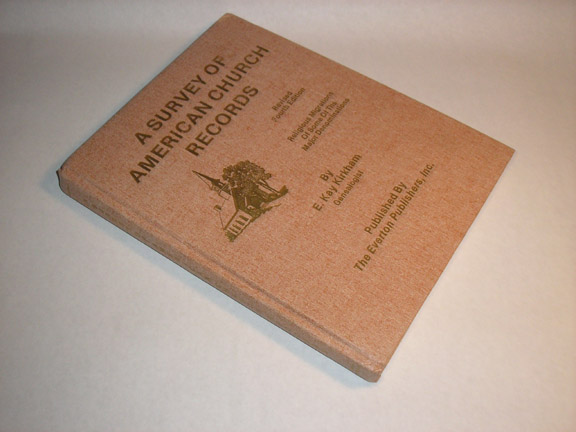 A SURVEY OF
AMERICAN CHURCH
RECORDS
Revised
Fourth Edition
Religious Migrations
Of Some Of The
Major Denominations
By
E. Kay Kirkham
Genealogist
Published By
The Everton Publishers, Inc.